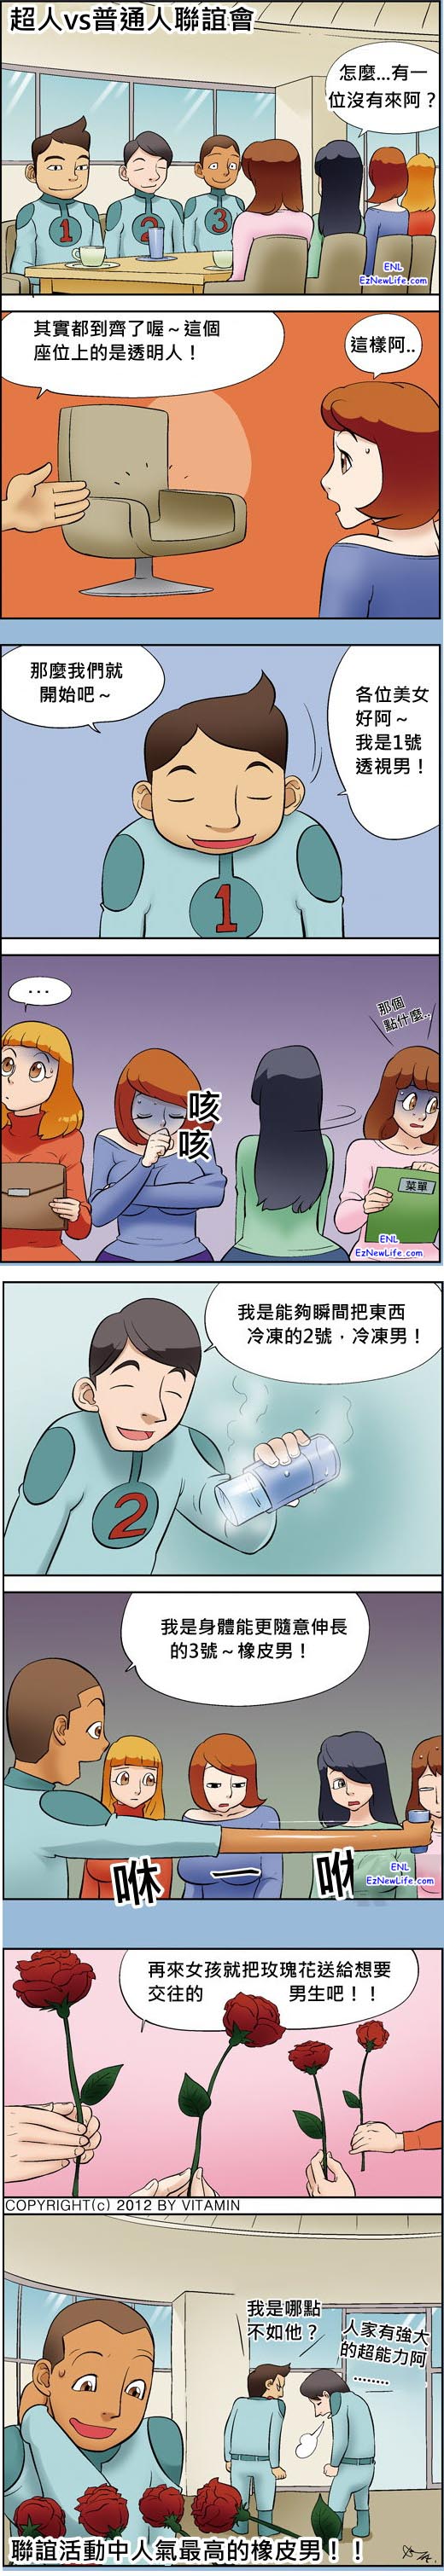 超人vs普通人聯誼會
怎麼...有一
位沒有來阿？
ENL
EzNewLife.com
其實都到齊了喔～這個
座位上的是透明人！
這樣阿..
那麼我們就
開始吧～
各位美女
好阿～
我是1號
透視男！
1
...
咳
咳
那個
點什麼..
菜單
ENL
EzNewLife.com
我是能夠瞬間把東西
冷凍的2號，冷凍男！
2
我是身體能更隨意伸長
的3號～橡皮男！
咻一咻
ENL
EzNewLife.com
再來女孩就把玫瑰花送給想要
交往的 男生吧！！
COPYRIGHT(c) 2012 BY VITAMIN
我是哪點
不如他？
人家有強大
的超能力阿
........
聯誼活動中人氣最高的橡皮男！！